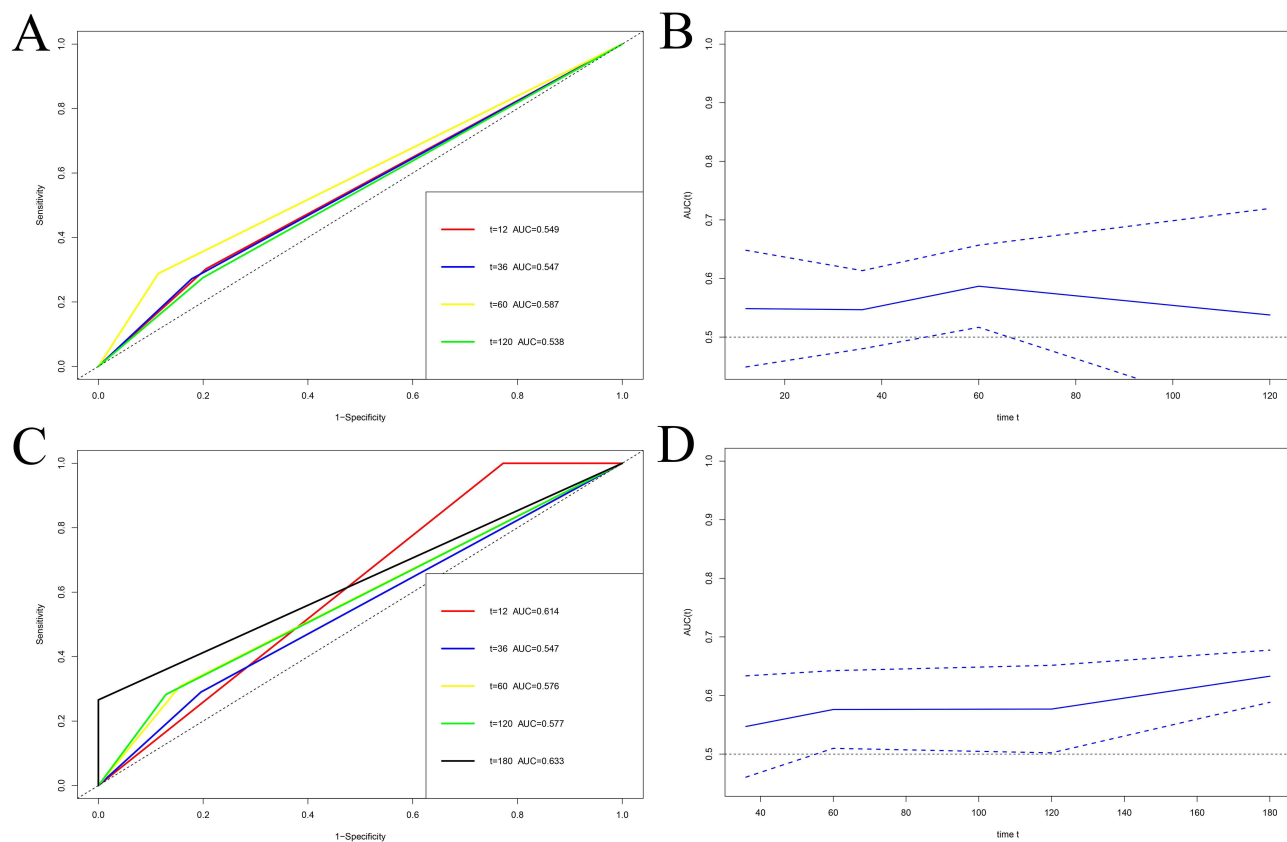 A
1.0
0.8
0.6
0.4
0.2
0.0
Sensitivity
t=12 AUC=0.549
t=36 AUC=0.547
t=60 AUC=0.587
t=120 AUC=0.538
0.0 0.2 0.4 0.6 0.8 1.0
1−Specificity
B
1.0
0.9
0.8
0.7
0.6
0.5
AUC(t)
20 40 60 80 100 120
time t
C
1.0
0.8
0.6
0.4
0.2
0.0
Sensitivity
t=12 AUC=0.614
t=36 AUC=0.547
t=60 AUC=0.576
t=120 AUC=0.577
t=180 AUC=0.633
0.0 0.2 0.4 0.6 0.8 1.0
1−Specificity
D
1.0
0.9
0.8
0.7
0.6
0.5
AUC(t)
40 60 80 100 120 140 160 180
time t